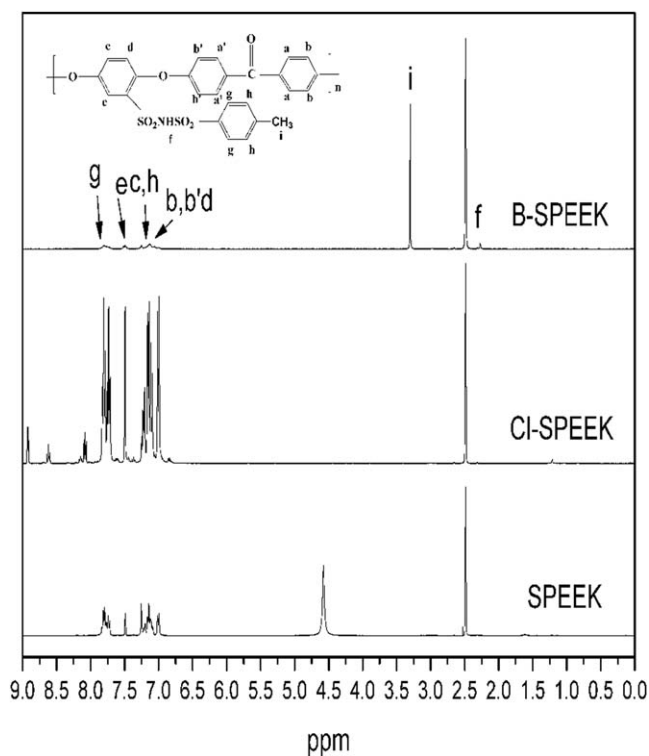 O
c d b' a' a b
O O C n
e b' a' h a b
g h
SO₂NHSO₂ CH₃
f i
g h
i
g
ec,h
b,b'd
f
B-SPEEK
Cl-SPEEK
SPEEK
9.0 8.5 8.0 7.5 7.0 6.5 6.0 5.5 5.0 4.5 4.0 3.5 3.0 2.5 2.0 1.5 1.0 0.5 0.0
ppm